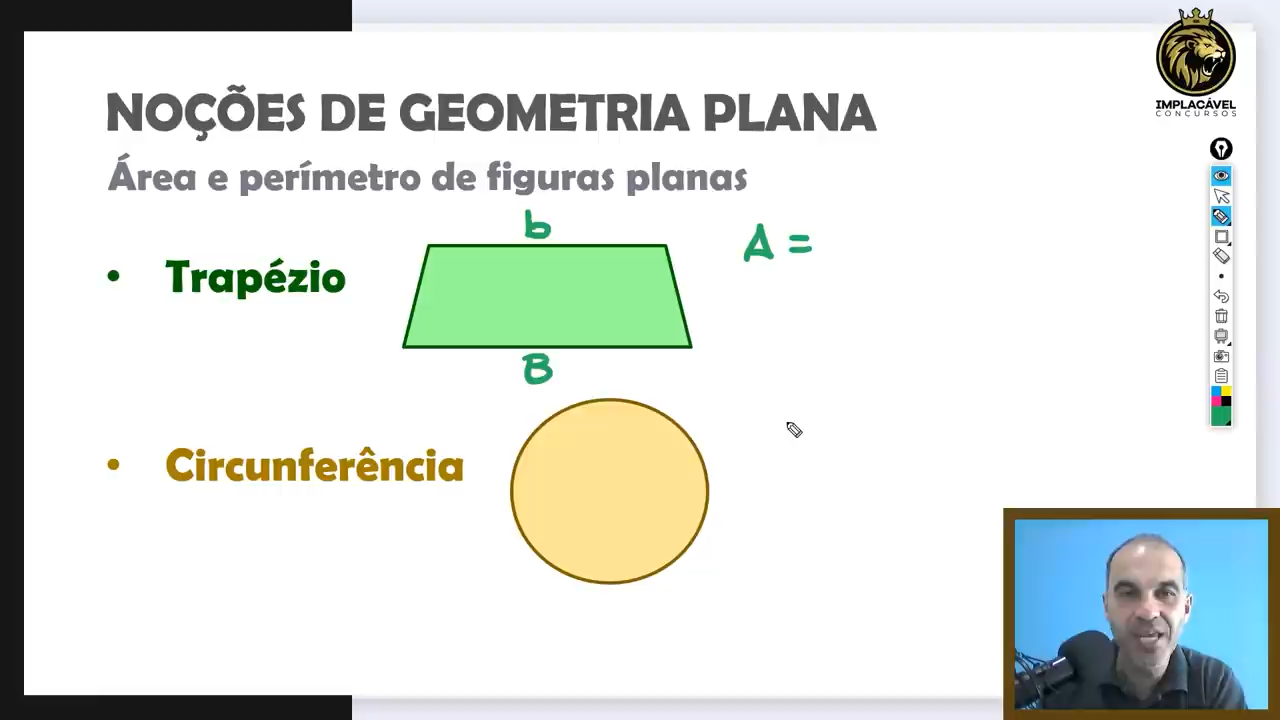 IMPLACÁVEL
CONCURSOS
NOÇÕES DE GEOMETRIA PLANA
Área e perímetro de figuras planas
b
A =
• Trapézio
B
• Circunferência